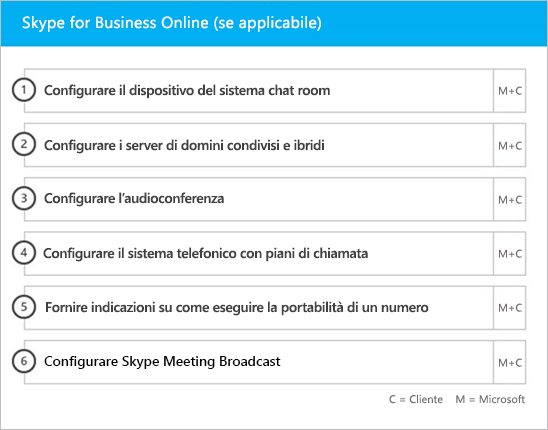 Skype for Business Online (se applicabile)
1 Configurare il dispositivo del sistema chat room M+C
2 Configurare i server di domini condivisi e ibridi M+C
3 Configurare l'audioconferenza M+C
4 Configurare il sistema telefonico con piani di chiamata M+C
5 Fornire indicazioni su come eseguire la portabilità di un numero M+C
6 Configurare Skype Meeting Broadcast M+C
C = Cliente M = Microsoft